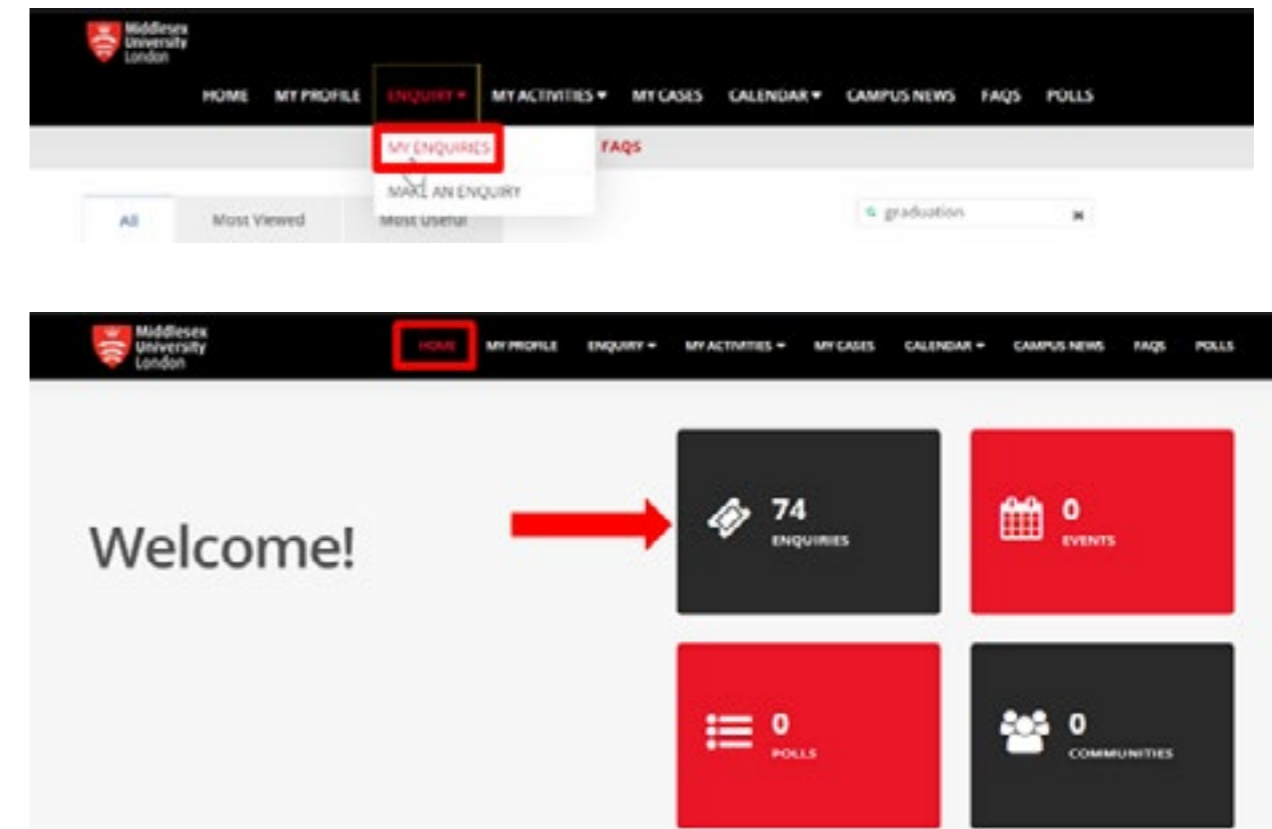 Middlesex
University
London
HOME MY PROFILE ENQUIRY MY ACTIVITIES MY CASES CALENDAR CAMPUS NEWS FAQS POLLS
MY ENQUIRIES
FAQS
MAKE AN ENQUIRY
All Most Viewed Most Useful
graduation
Middlesex
University
London
HOME MY PROFILE ENQUIRY MY ACTIVITIES MY CASES CALENDAR CAMPUS NEWS FAQS POLLS
Welcome!
74
ENQUIRIES
0
EVENTS
0
POLLS
0
COMMUNITIES